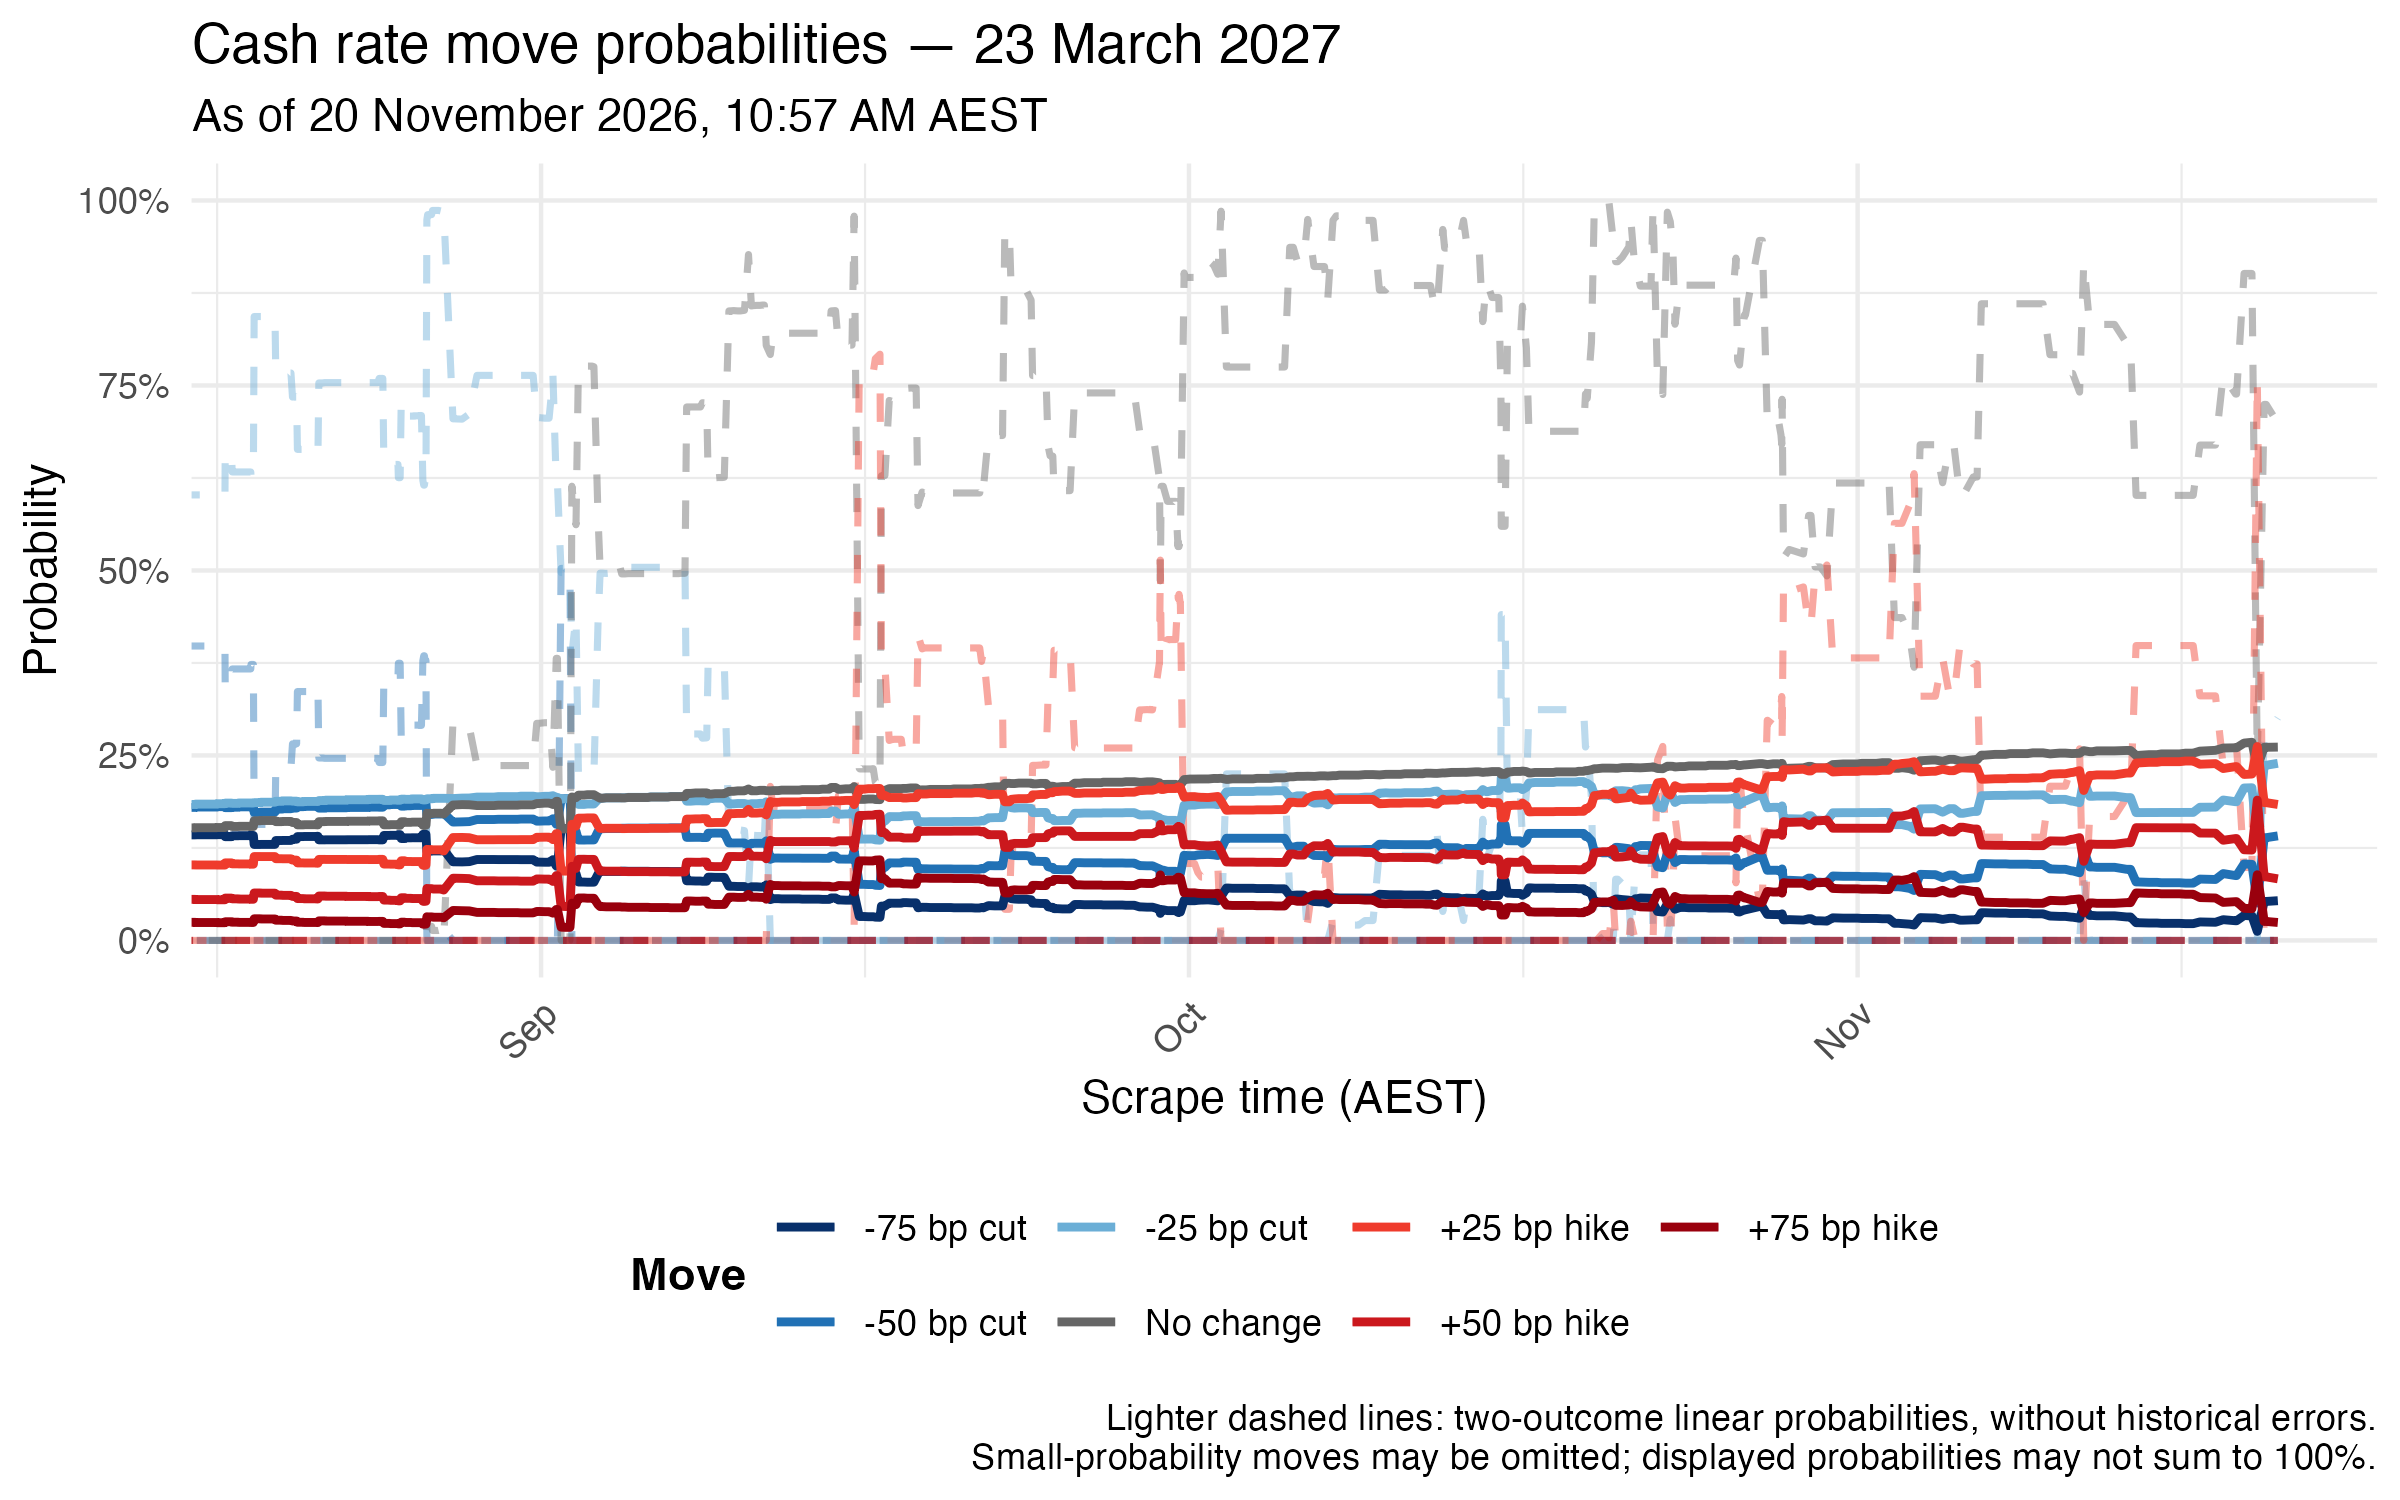 Cash rate move probabilities — 23 March 2027
As of 20 November 2026, 10:57 AM AEST
Probability
100%
75%
50%
25%
0%
Sep
Oct
Nov
Scrape time (AEST)
Move
-75 bp cut
-25 bp cut
+25 bp hike
+75 bp hike
-50 bp cut
No change
+50 bp hike
Lighter dashed lines: two-outcome linear probabilities, without historical errors.
Small-probability moves may be omitted; displayed probabilities may not sum to 100%.